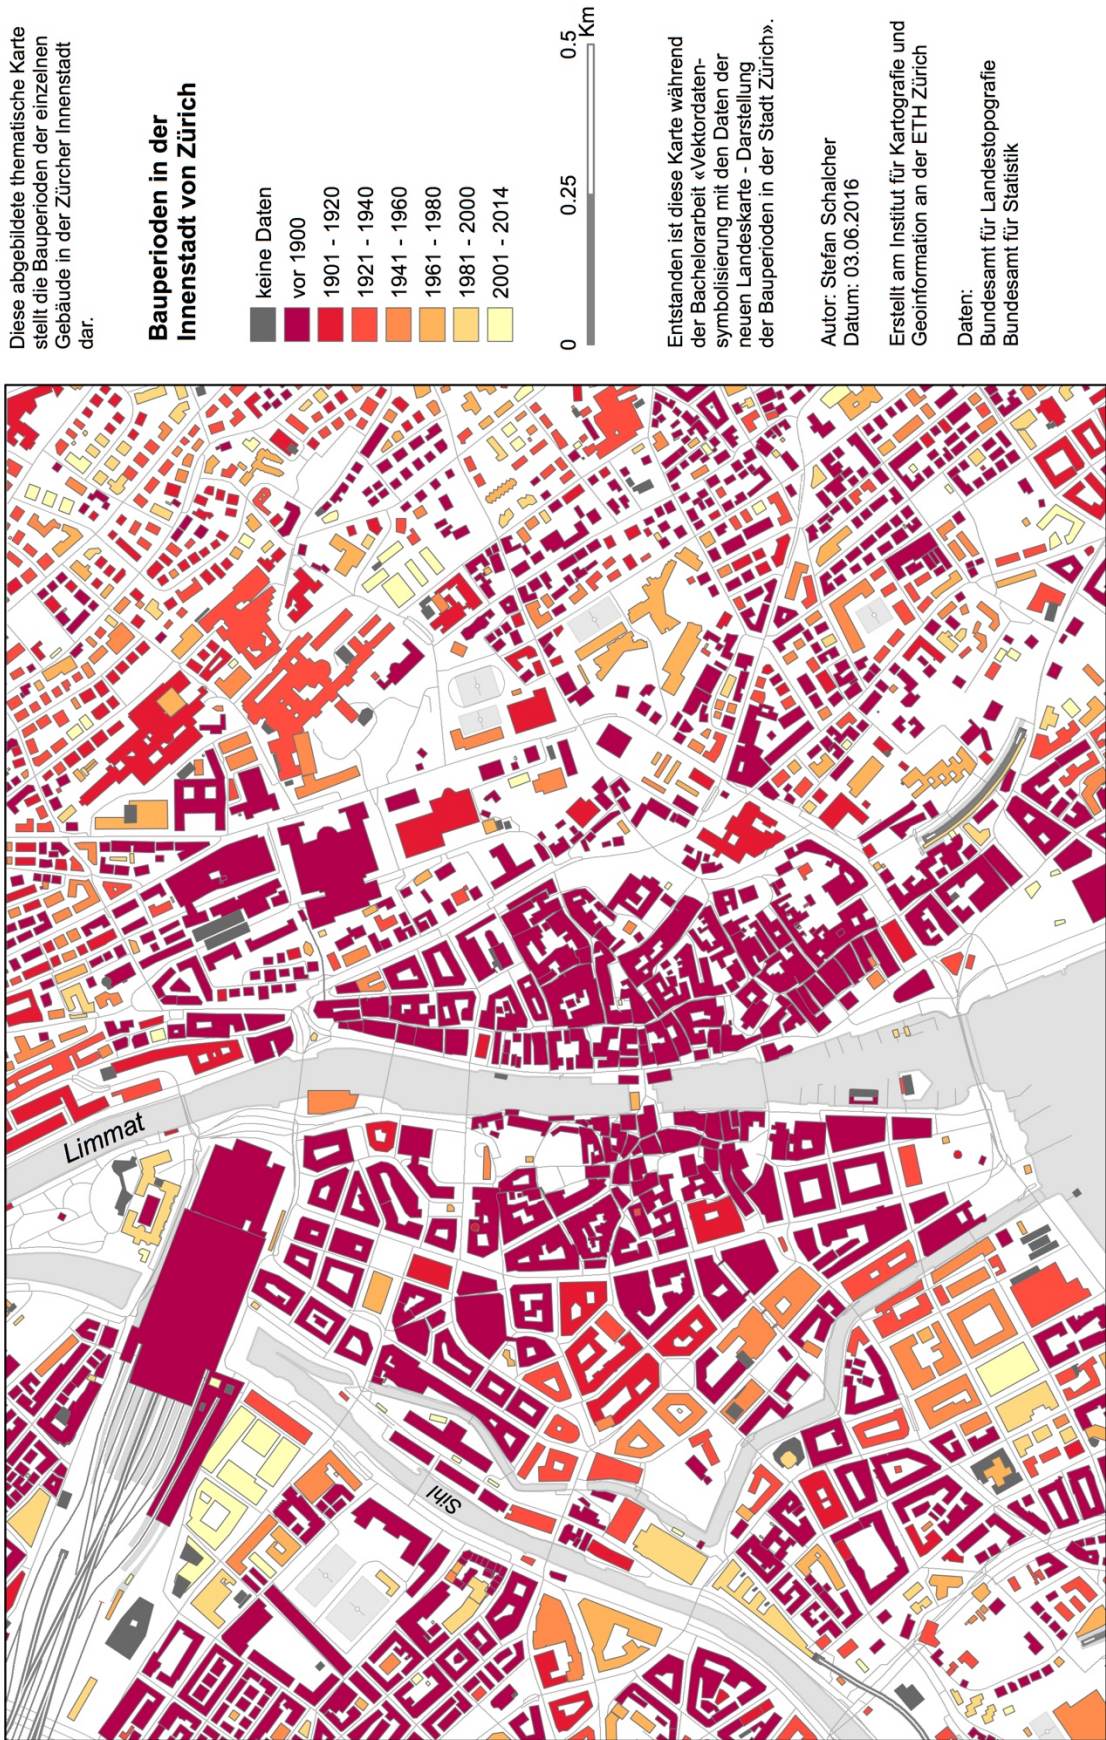 Diese abgebildete thematische Karte
stellt die Bauperioden der einzelnen
Gebäude in der Zürcher Innenstadt
dar.
Bauperioden in der
Innenstadt von Zürich
keine Daten
vor 1900
1901 - 1920
1921 - 1940
1941 - 1960
1961 - 1980
1981 - 2000
2001 - 2014
0 0.25 0.5
Km
Entstanden ist diese Karte während
der Bachelorarbeit «Vektordaten-
symbolisierung mit den Daten der
neuen Landeskarte - Darstellung
der Bauperioden in der Stadt Zürich».
Autor: Stefan Schalcher
Datum: 03.06.2016
Erstellt am Institut für Kartografie und
Geoinformation an der ETH Zürich
Daten:
Bundesamt für Landestopografie
Bundesamt für Statistik
Limmat
Sihl